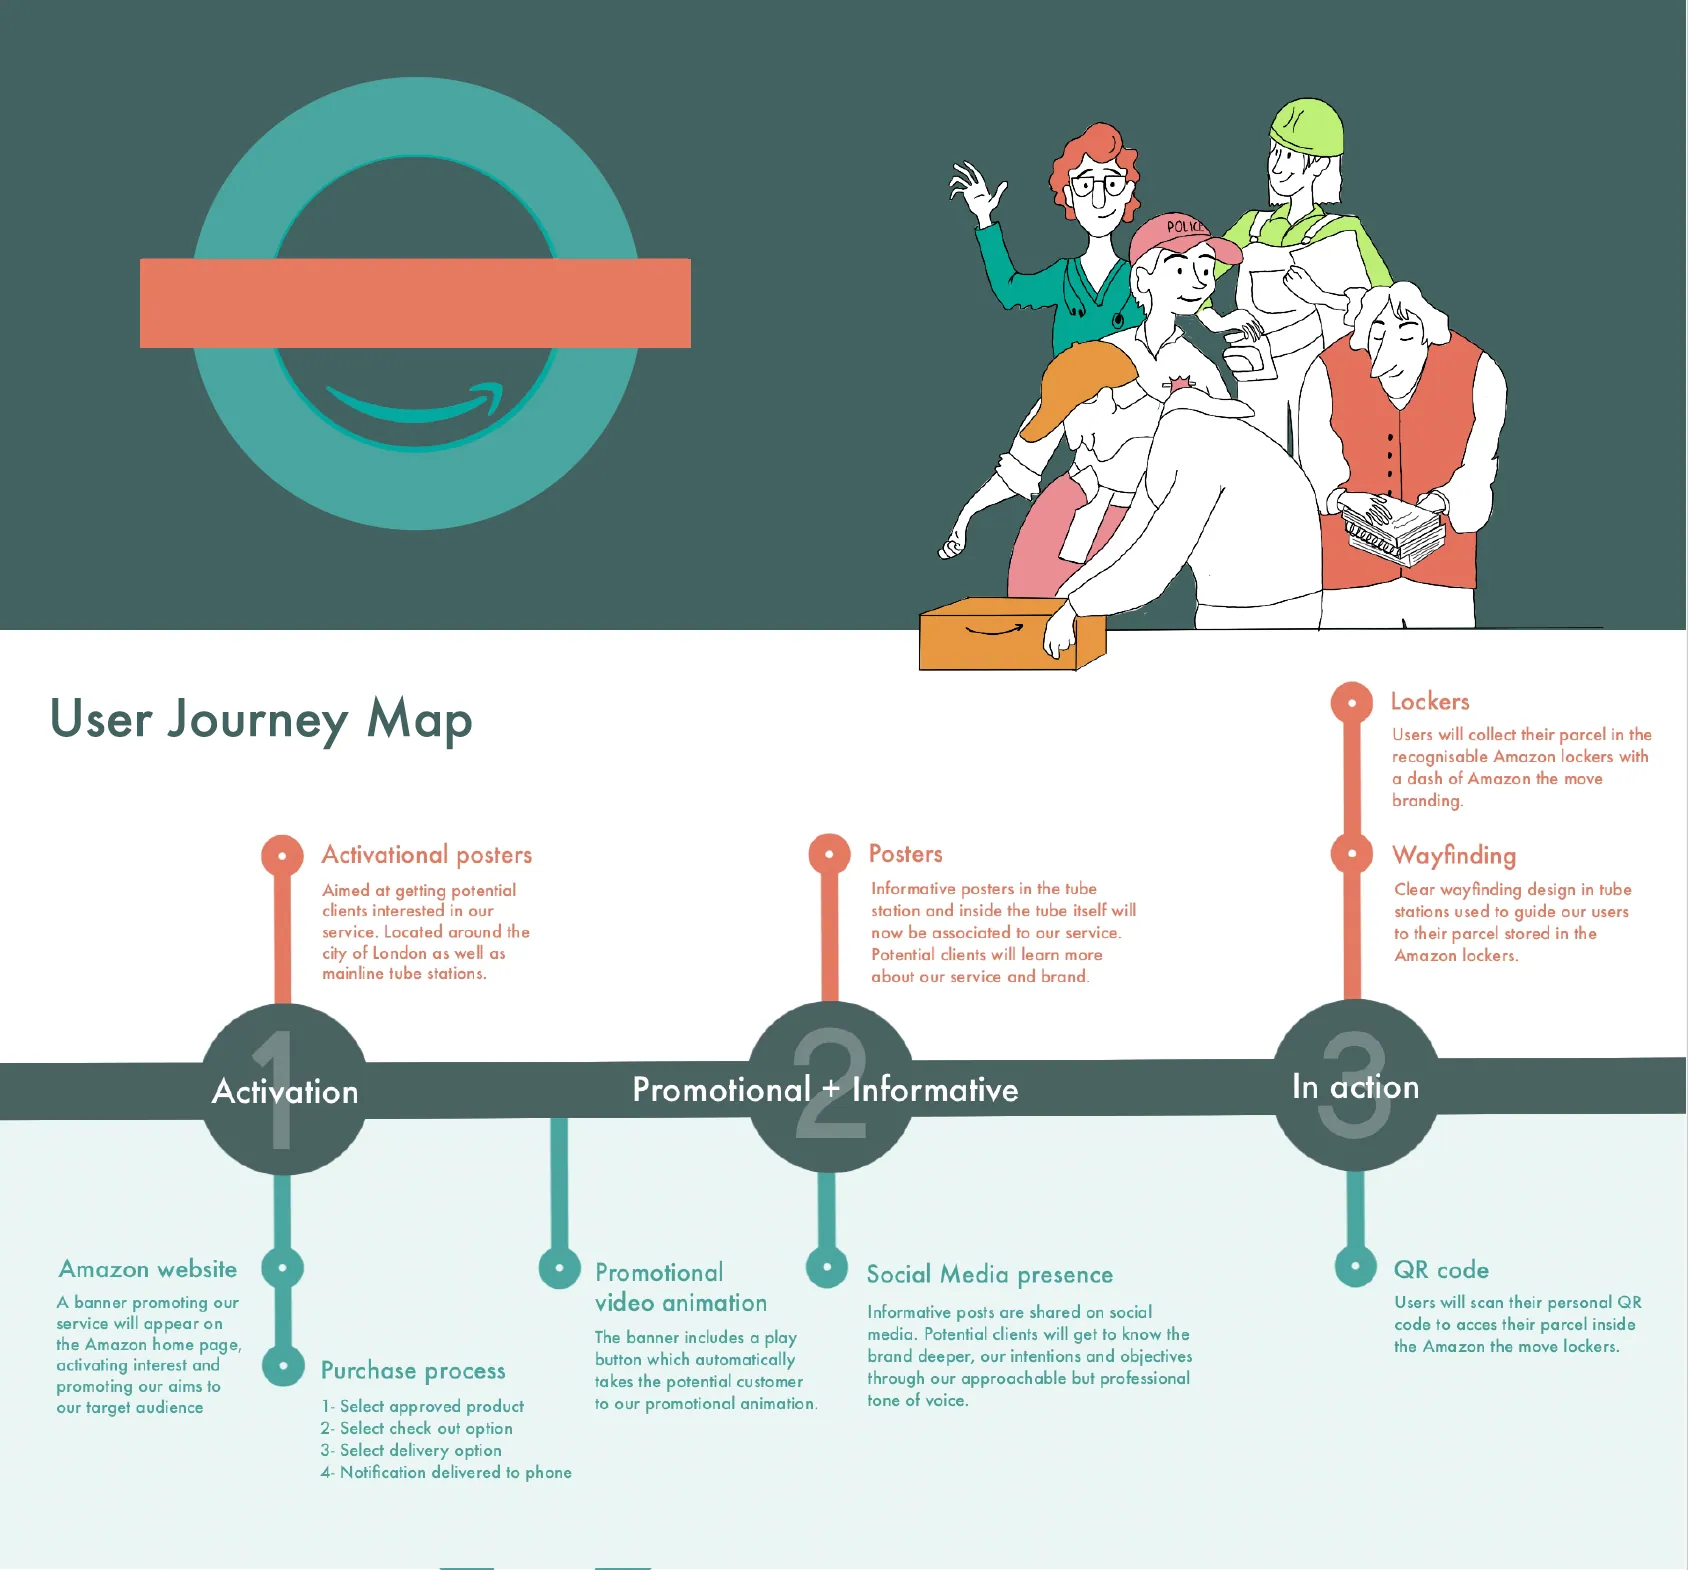 POLICE
User Journey Map
Lockers
Users will collect their parcel in the
recognisable Amazon lockers with
a dash of Amazon the move
branding.
Activational posters
Aimed at getting potential
clients interested in our
service. Located around the
city of London as well as
mainline tube stations.
Posters
Informative posters in the tube
station and inside the tube itself will
now be associated to our service.
Potential clients will learn more
about our service and brand.
Wayfinding
Clear wayfinding design in tube
stations used to guide our users
to their parcel stored in the
Amazon lockers.
1
Activation
2
Promotional + Informative
3
In action
Amazon website
A banner promoting our
service will appear on
the Amazon home page,
activating interest and
promoting our aims to
our target audience
Purchase process
1- Select approved product
2- Select check out option
3- Select delivery option
4- Notification delivered to phone
Promotional
video animation
The banner includes a play
button which automatically
takes the potential customer
to our promotional animation.
Social Media presence
Informative posts are shared on social
media. Potential clients will get to know the
brand deeper, our intentions and objectives
through our approachable but professional
tone of voice.
QR code
Users will scan their personal QR
code to acces their parcel inside
the Amazon the move lockers.